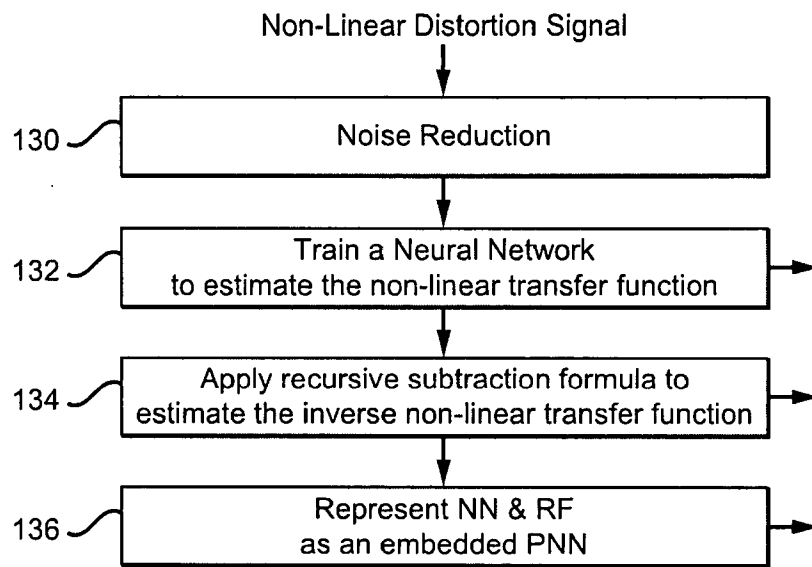 Non-Linear Distortion Signal
130 Noise Reduction
Train a Neural Network
132 to estimate the non-linear transfer function
Apply recursive subtraction formula to
134 estimate the inverse non-linear transfer function
Represent NN & RF
136 as an embedded PNN